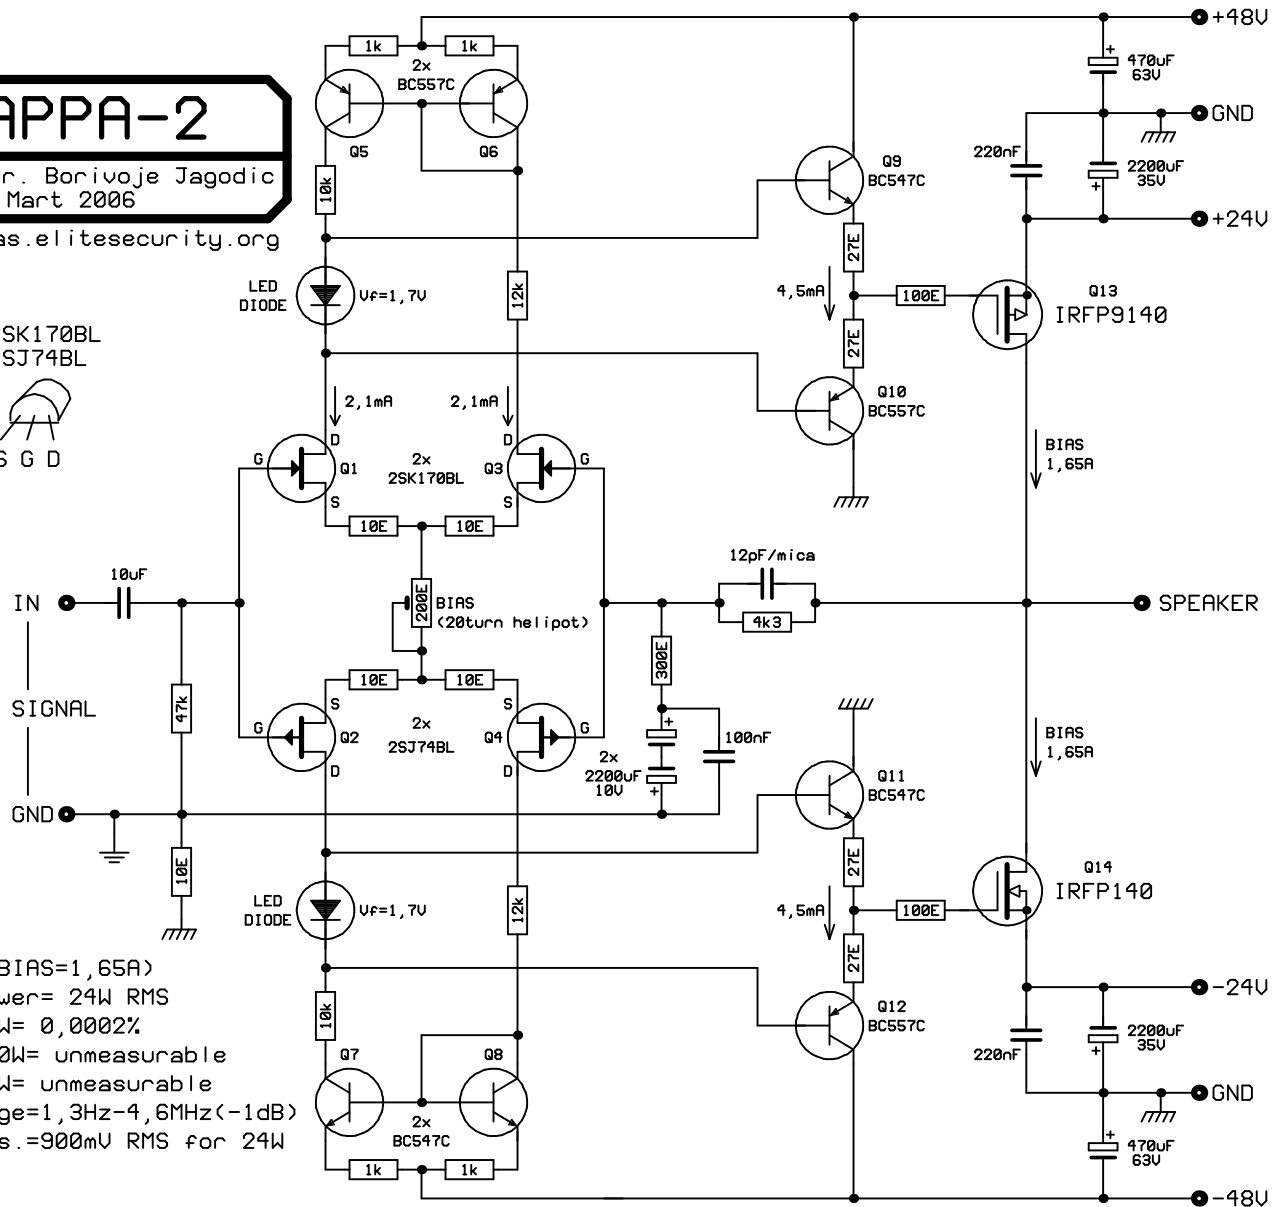 +48V
1k
1k
2x
BC557C
470uF
63V
APPA-2
Q5
Q6
GND
220nF
2200uF
35V
Q9
BC547C
r. Borivoje Jagodic
Mart 2006
10k
+24V
as.elitesecurity.org
27E
LED
DIODE
Vf=1,7V
12k
4,5mA
100E
Q13
IRFP9140
SK170BL
SJ74BL
27E
2,1mA
2,1mA
Q10
BC557C
S G D
D
D
G
Q1
2x
2SK170BL
Q3
G
S
S
BIAS
1,65A
10E
10E
12pF/mica
10uF
IN
200E
BIAS
(20turn helipot)
4k3
SPEAKER
300E
10E
10E
SIGNAL
47k
S
S
G
Q2
2x
2SJ74BL
Q4
G
D
D
100nF
2x
2200uF
10V
BIAS
1,65A
Q11
BC547C
GND
10E
27E
LED
DIODE
Vf=1,7V
12k
4,5mA
100E
Q14
IRFP140
27E
BIAS=1,65A)
wer= 24W RMS
W= 0,0002%
0W= unmeasurable
W= unmeasurable
ge=1,3Hz-4,6MHz(-1dB)
s.=900mV RMS for 24W
10k
-24V
Q12
BC557C
220nF
2200uF
35V
Q7
Q8
GND
2x
BC547C
470uF
63V
1k
1k
-48V